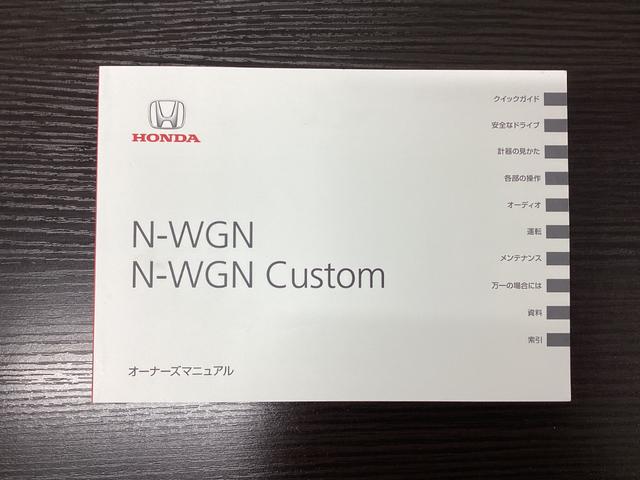 HONDA
N-WGN
N-WGN Custom
オーナーズマニュアル
クイックガイド
安全なドライブ
計器の見かた
各部の操作
オーディオ
運転
メンテナンス
万一の場合には
資料
索引